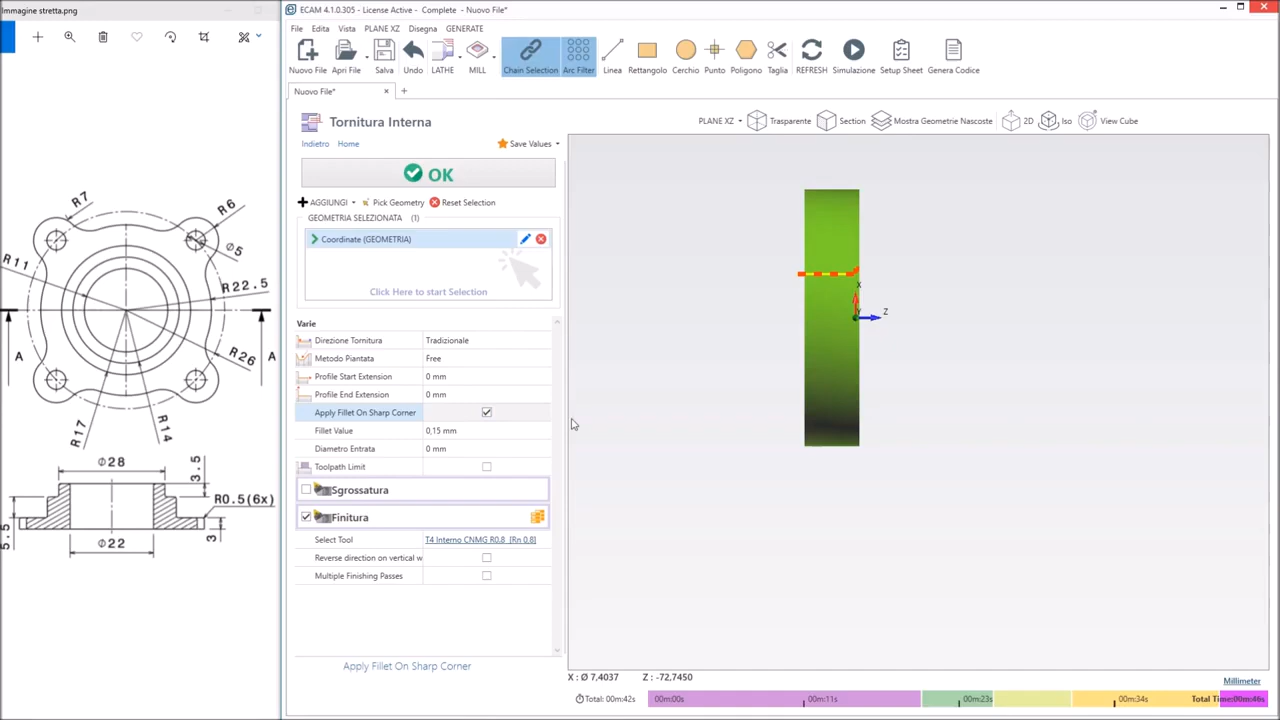 Immagine stretta.png
ECAM 4.1.0.305 - License Active - Complete - Nuovo File*
File Edita Vista PLANE XZ Disegna GENERATE
Nuovo File Apri File Salva Undo LATHE MILL Chain Selection Arc Filter Linea Rettangolo Cerchio Punto Poligono Taglia REFRESH Simulazione Setup Sheet Genera Codice
Nuovo File*
Tornitura Interna
PLANE XZ Trasparente Section Mostra Geometrie Nascoste 2D Iso View Cube
Indietro Home Save Values
OK
AGGIUNGI Pick Geometry Reset Selection
GEOMETRIA SELEZIONATA (1)
Coordinate (GEOMETRIA)
Click Here to start Selection
Varie
Direzione Tornitura Tradizionale
Metodo Piantata Free
Profile Start Extension 0 mm
Profile End Extension 0 mm
Apply Fillet On Sharp Corner
Fillet Value 0,15 mm
Diametro Entrata 0 mm
Toolpath Limit
Sgrossatura
Finitura
Select Tool T4 Interno CNMG R0.8 [Rn 0,8]
Reverse direction on vertical w
Multiple Finishing Passes
Apply Fillet On Sharp Corner
X
Y
Z
X : Ø 7,4037 Z : -72,7450
Millimeter
Total: 00m:42s 00m:00s 00m:11s 00m:23s 00m:34s Total Time:00m:46s
R7
R6
Ø5
R11
R22.5
A A
R26
R17
R14
Ø28
3.5
R0.5(6x)
5.5
Ø22
3